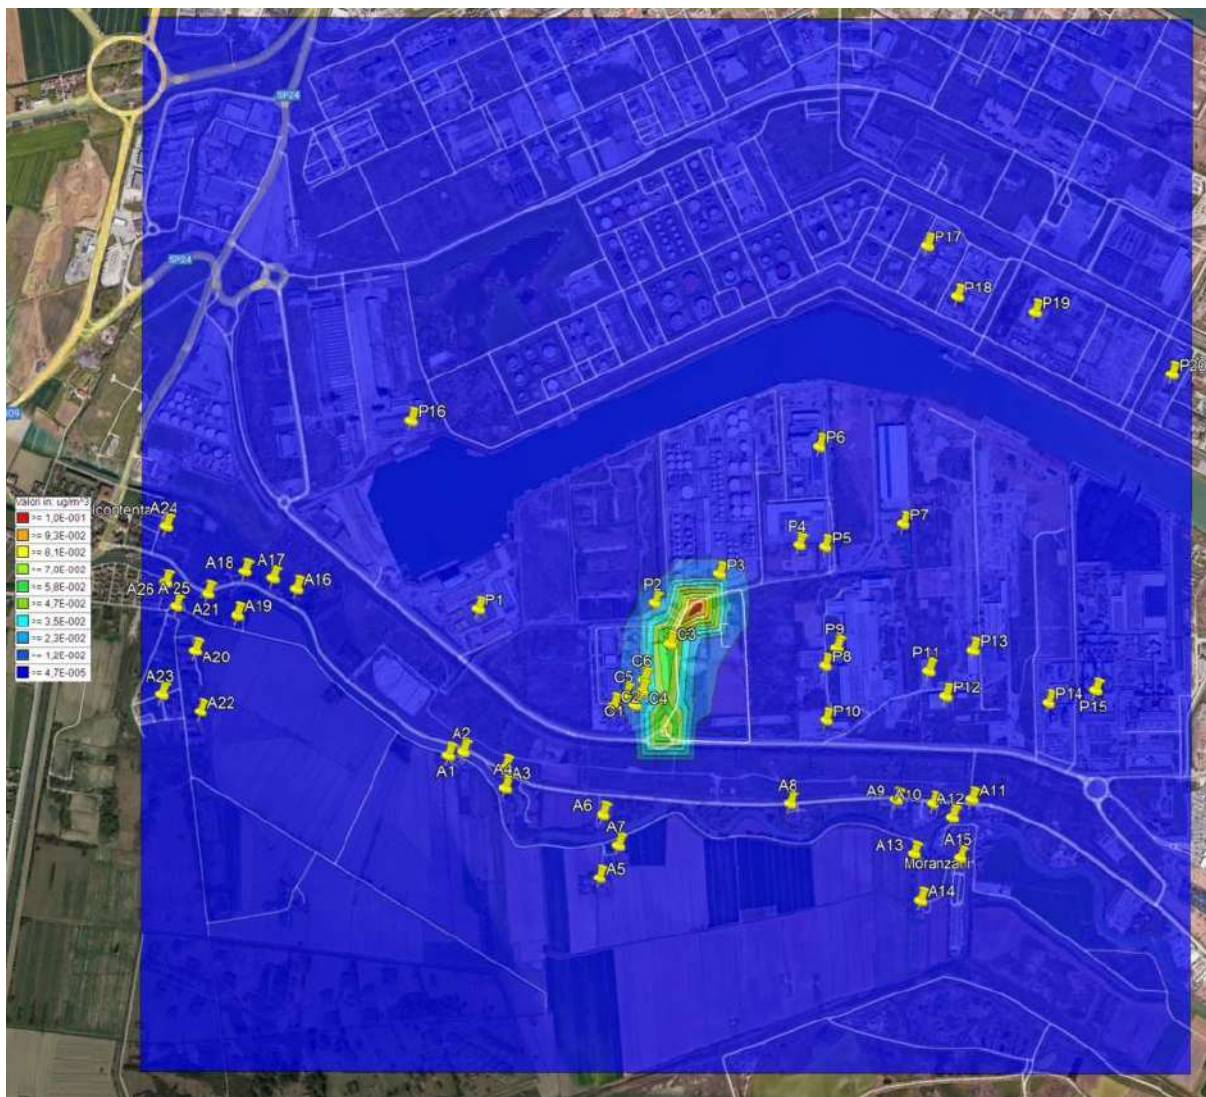 SP24
P17
P18
SP24
P19
P20
P16
P6
Valori in: ug/m^3
>= 1,0E-001
>= 9,3E-002
>= 8,1E-002
>= 7,0E-002
>= 5,8E-002
>= 4,7E-002
>= 3,5E-002
>= 2,3E-002
>= 1,2E-002
>= 4,7E-005
lcontenta
A24
P7
P4
P5
A18
A17
P3
A26
A25
A16
P2
P1
A21
A19
C3
P9
P13
A20
C6
P8
P11
C5
A23
C2
C4
P12
P14
P15
A22
C1
P10
A2
A1
A4
A3
A8
A9
A10
A11
A6
A12
A7
A13
A15
Moranzani
A5
A14